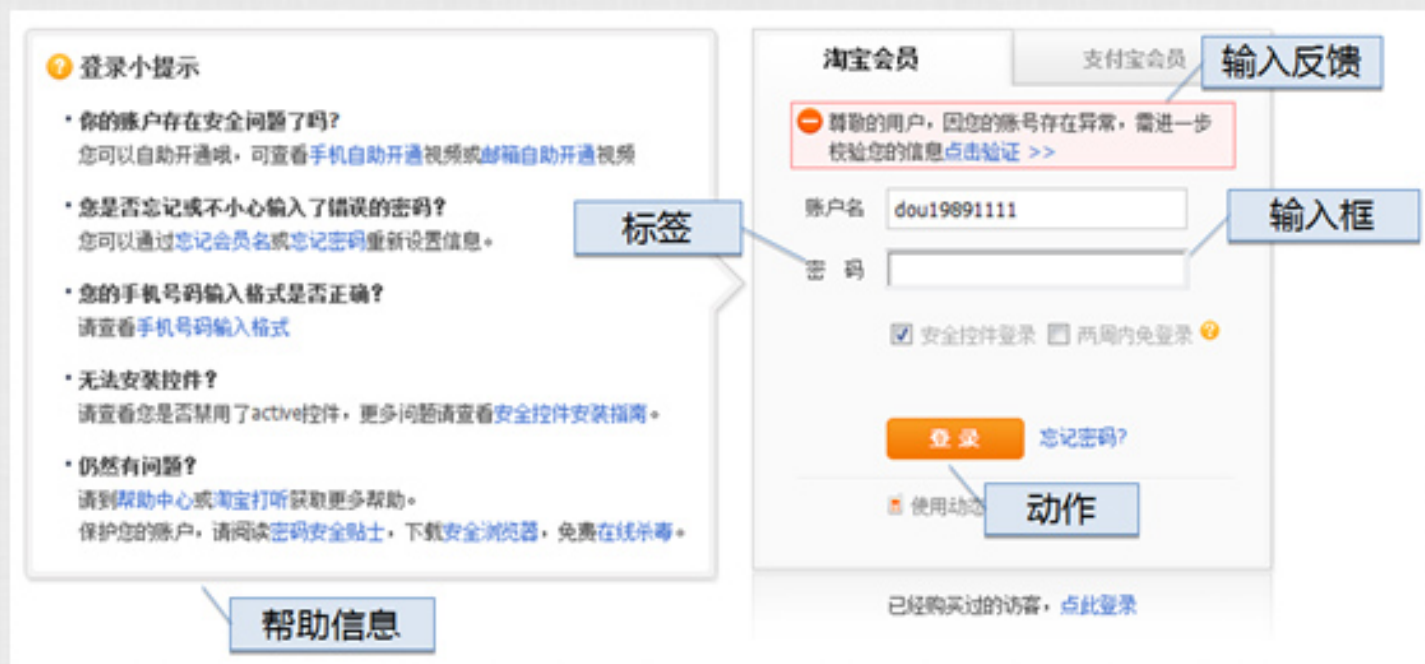 登录小提示
· 你的账户存在安全问题了吗?
您可以自助开通哦，可查看手机自助开通视频或邮箱自助开通视频
· 您是否忘记或不小心输入了错误的密码?
您可以通过忘记会员名或忘记密码重新设置信息。
· 您的手机号码输入格式是否正确?
请查看手机号码输入格式
· 无法安装控件?
请查看您是否禁用了active控件，更多问题请查看安全控件安装指南。
· 仍然有问题?
请到帮助中心或淘宝打听获取更多帮助。
保护您的账户，请阅读密码安全贴士，下载安全浏览器，免费在线杀毒。
帮助信息
淘宝会员
支付宝会员
输入反馈
尊敬的用户，因您的账号存在异常，需进一步
校验您的信息点击验证 >>
账户名 dou19891111
输入框
标签
密 码
安全控件登录 两周内免登录
登 录 忘记密码?
使用动态
动作
已经购买过的访客，点此登录